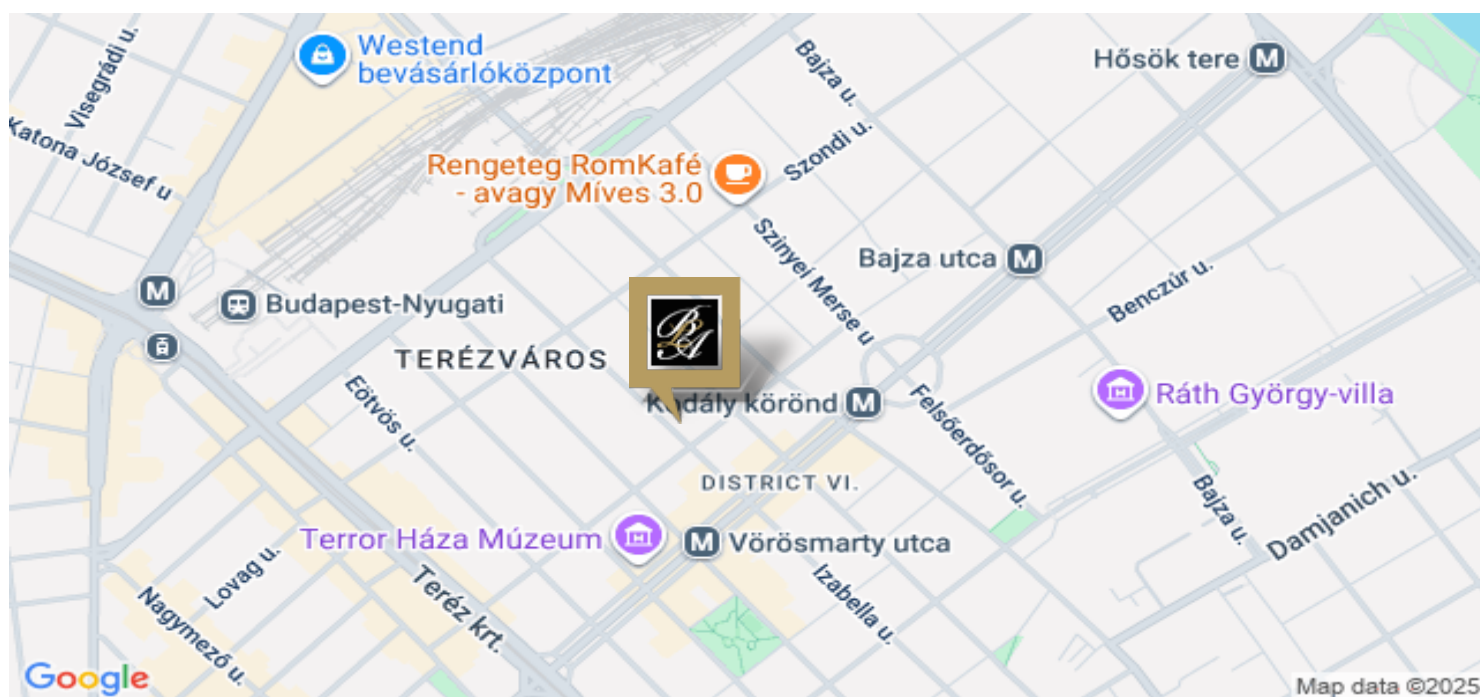 Visegrádi u.
Katona József u
Westend
bevásárlóközpont
Bajza u.
Hősök tere M
Rengeteg RomKafé
- avagy Míves 3.0
Szondi u.
Szinyei Merse u
Bajza utca M
Benczúr u.
M
Budapest-Nyugati
TERÉZVÁROS
BLA
Kodály körönd M
Ráth György-villa
Eötvös u.
Felsőerdősor u.
DISTRICT VI.
Bajza u.
Damjanich u.
Terror Háza Múzeum
M Vörösmarty utca
Lovag u.
Teréz krt.
Izabella u.
Nagymező u.
Google
Map data ©2025